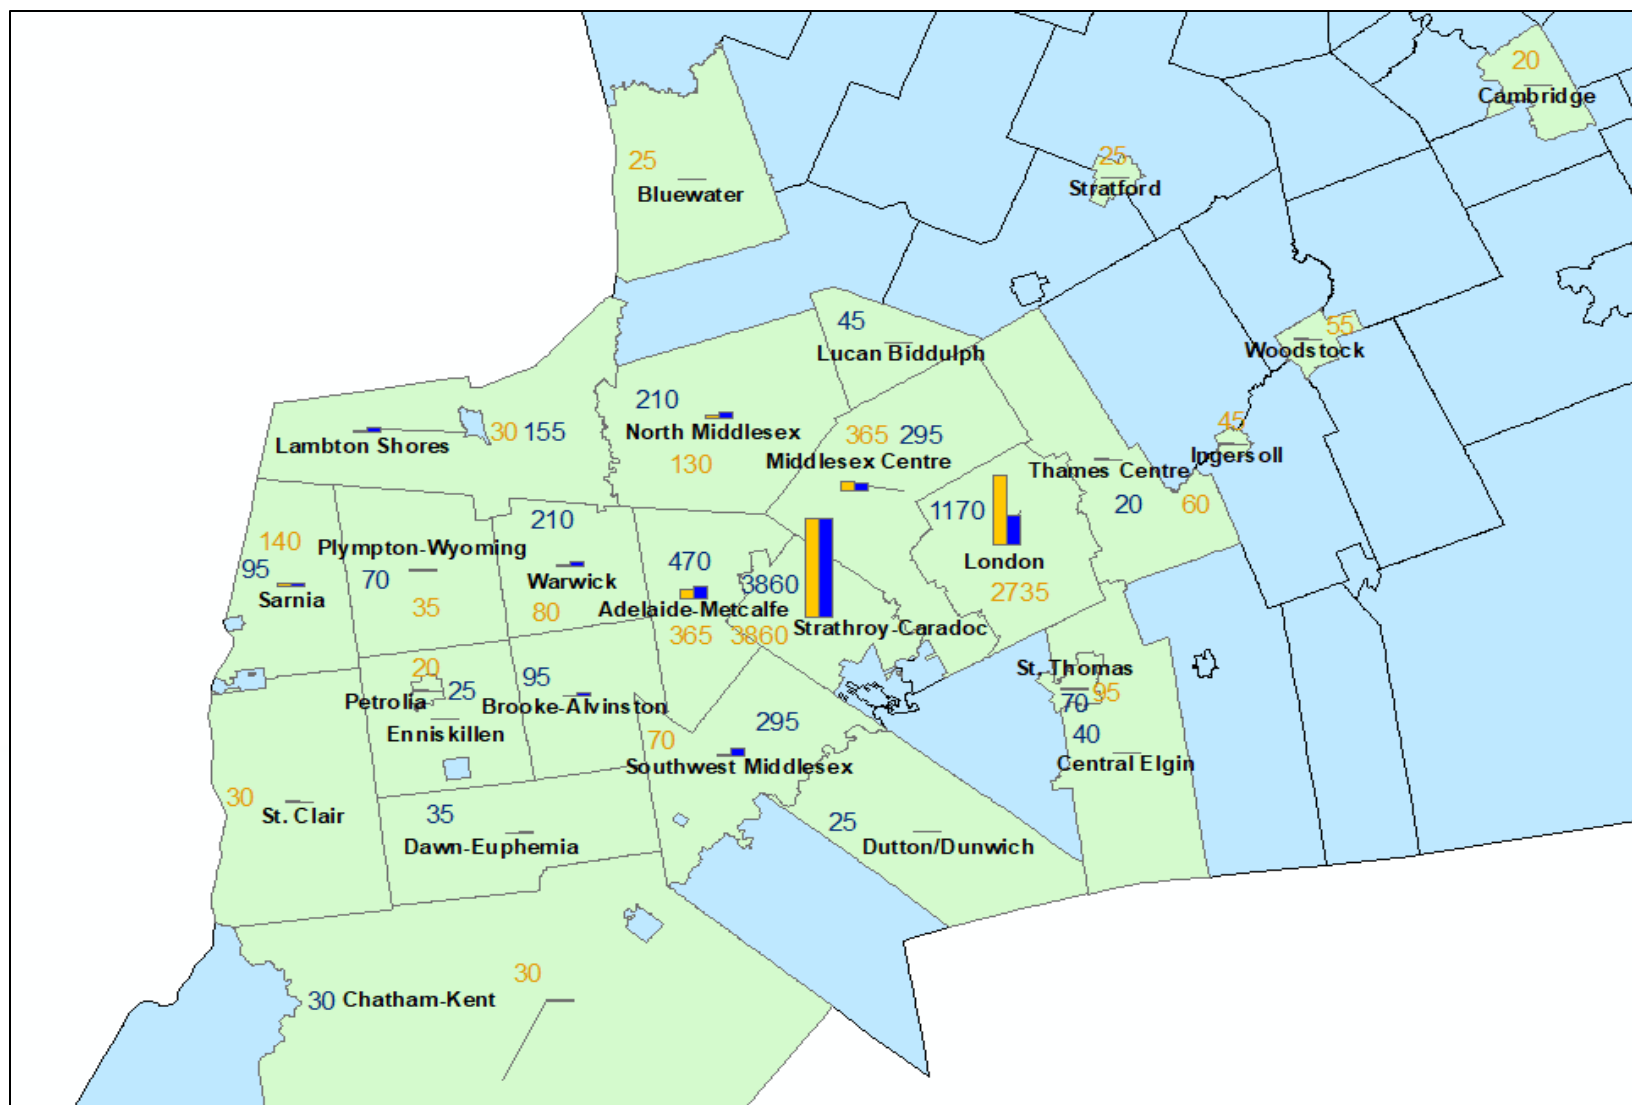 20
Cambridge
25
Bluewater
25
Stratford
45
Lucan Biddulph
55
Woodstock
210
North Middlesex
130
30 155
Lambton Shores
365 295
Middlesex Centre
45
Ingersoll
Thames Centre
20 60
1170
London
2735
140
95
Sarnia
Plympton-Wyoming
70
35
210
Warwick
80
470
Adelaide-Metcalfe
365
3860
3860
Strathroy-Caradoc
20
Petrolia 25
Enniskillen
95
Brooke-Alvinston
295
70
Southwest Middlesex
St. Thomas
95
70
40
Central Elgin
30
St. Clair
35
Dawn-Euphemia
25
Dutton/Dunwich
30
30 Chatham-Kent